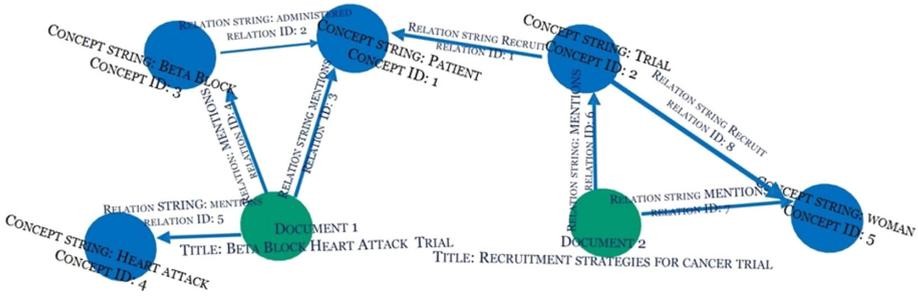 Concept string: Beta Block
Concept ID: 3
Relation string: administered
relation ID: 2
Concept string: Patient
Concept ID: 1
Relation string Recruit
relation ID: 1
Concept string: Trial
Concept ID: 2
Relation string Recruit
relation ID: 8
Relation: mentions
relation ID: 4
Relation string mentions
relation ID: 3
Relation string: mentions
relation ID: 6
Relation string: mentions
relation ID: 5
Concept string: Heart attack
Concept ID: 4
Document 1
Title: Beta Block Heart Attack Trial
Relation string mentions
relation ID: 7
Concept string: woman
Concept ID: 5
Document 2
Title: Recruitment strategies for cancer trial